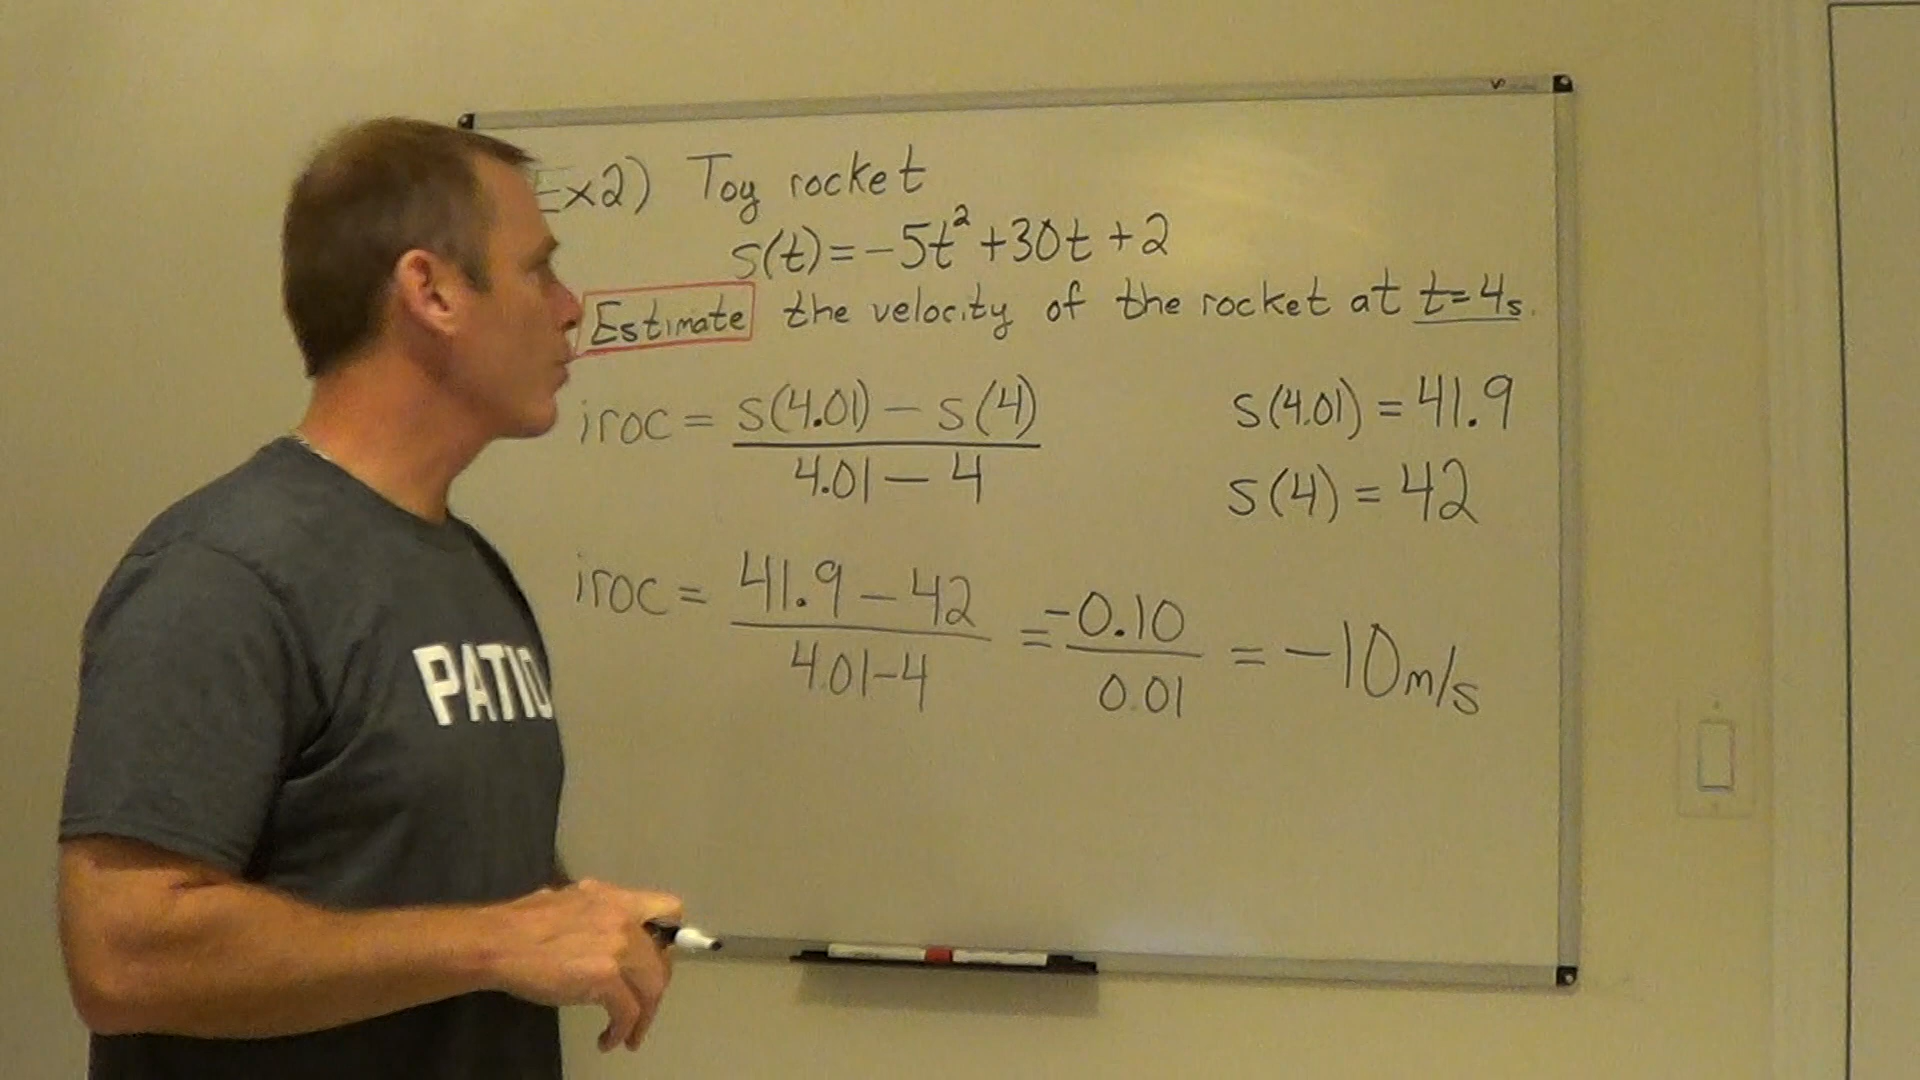 Ex2) Toy rocket
s(t)=-5t²+30t+2
Estimate the velocity of the rocket at t=4s.
iroc = s(4.01) - s(4)
4.01 - 4
s(4.01) = 41.9
s(4) = 42
iroc = 41.9 - 42
4.01-4
= -0.10
0.01
= -10 m/s
PATIO